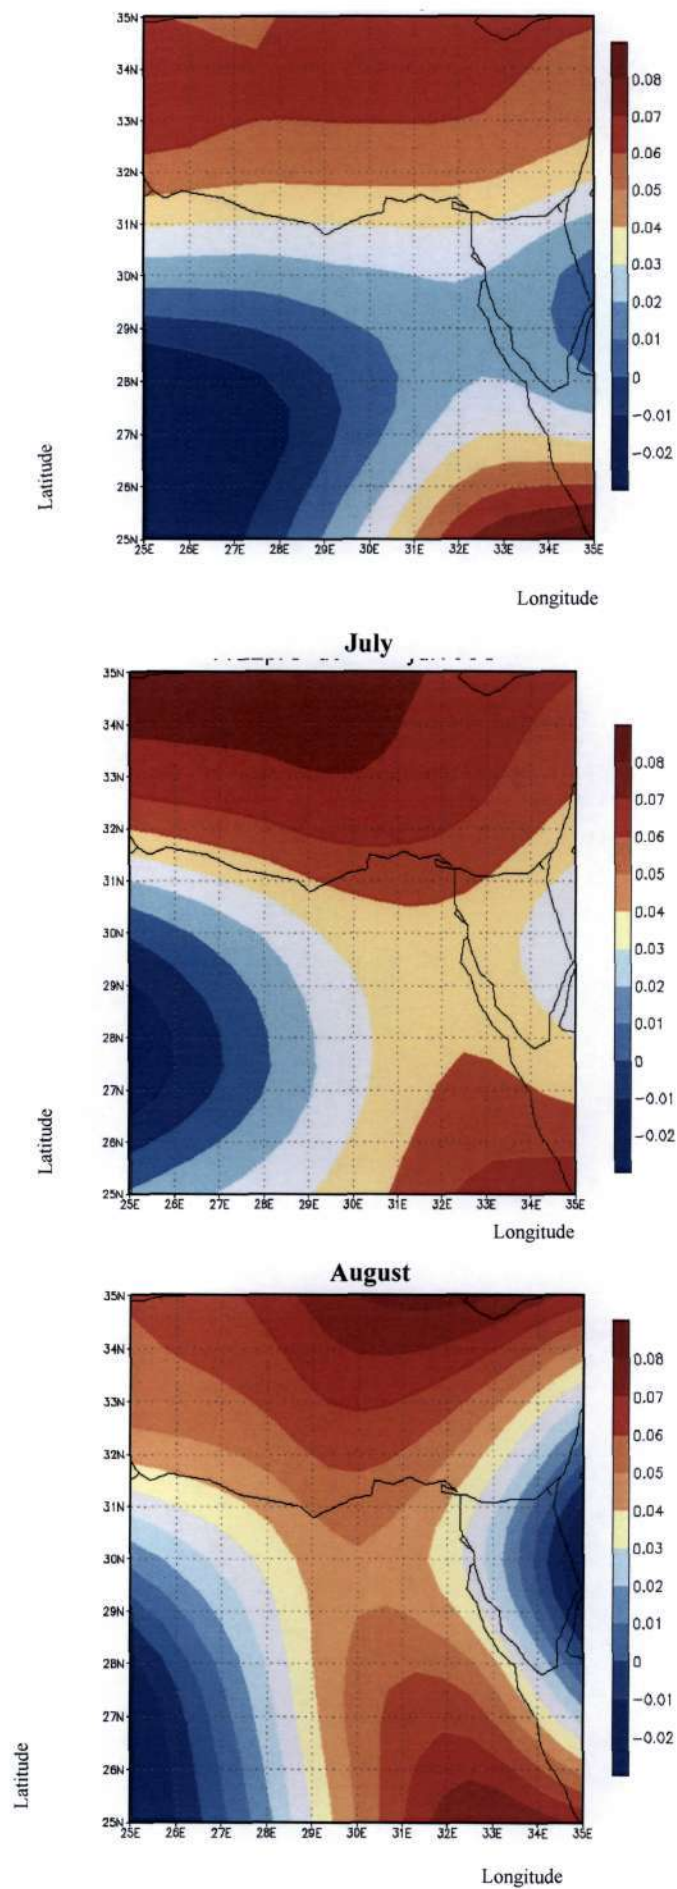 35N
34N
33N
32N
31N
30N
29N
28N
27N
26N
25N
25E 26E 27E 28E 29E 30E 31E 32E 33E 34E 35E
0.08
0.07
0.06
0.05
0.04
0.03
0.02
0.01
0
−0.01
−0.02
Latitude
Longitude
July
35N
34N
33N
32N
31N
30N
29N
28N
27N
26N
25N
25E 26E 27E 28E 29E 30E 31E 32E 33E 34E 35E
0.08
0.07
0.06
0.05
0.04
0.03
0.02
0.01
0
−0.01
−0.02
Latitude
Longitude
August
35N
34N
33N
32N
31N
30N
29N
28N
27N
26N
25N
25E 26E 27E 28E 29E 30E 31E 32E 33E 34E 35E
0.08
0.07
0.06
0.05
0.04
0.03
0.02
0.01
0
−0.01
−0.02
Latitude
Longitude